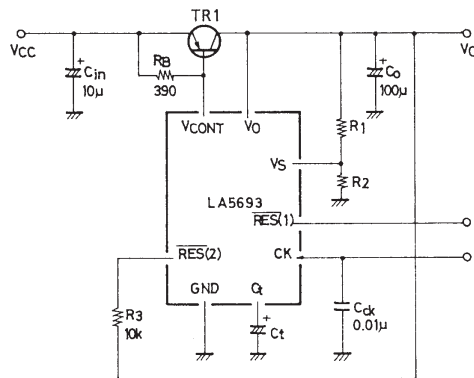 TR1
VCC
Cin
10μ
RB
390
VCONT
VO
Co
100μ
VO
R1
VS
R2
LA5693
RES(1)
RES(2)
CK
GND
Ct
Ct
Cck
0.01μ
R3
10k